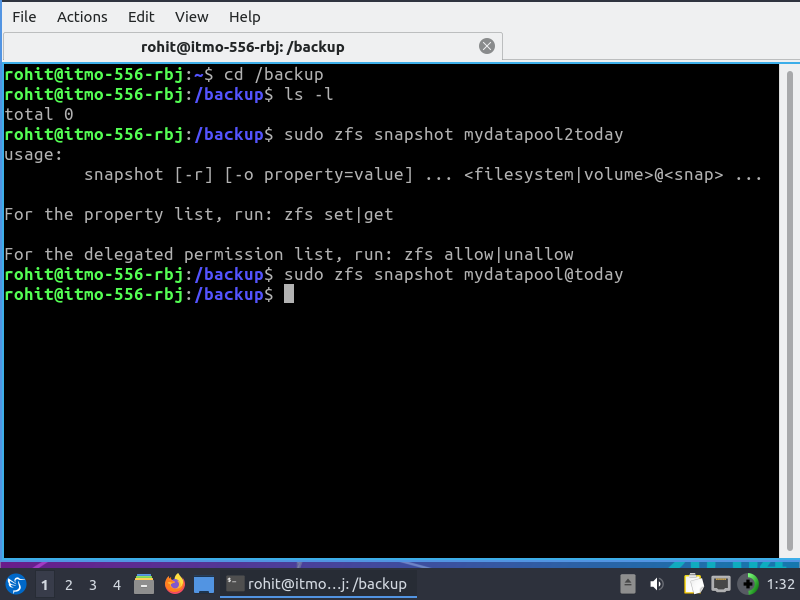 File Actions Edit View Help
rohit@itmo-556-rbj: /backup
rohit@itmo-556-rbj:~$ cd /backup
rohit@itmo-556-rbj:/backup$ ls -l
total 0
rohit@itmo-556-rbj:/backup$ sudo zfs snapshot mydatapool2today
usage:
        snapshot [-r] [-o property=value] ... <filesystem|volume>@<snap> ...

For the property list, run: zfs set|get

For the delegated permission list, run: zfs allow|unallow
rohit@itmo-556-rbj:/backup$ sudo zfs snapshot mydatapool@today
rohit@itmo-556-rbj:/backup$
1 2 3 4 rohit@itmo...j: /backup 1:32